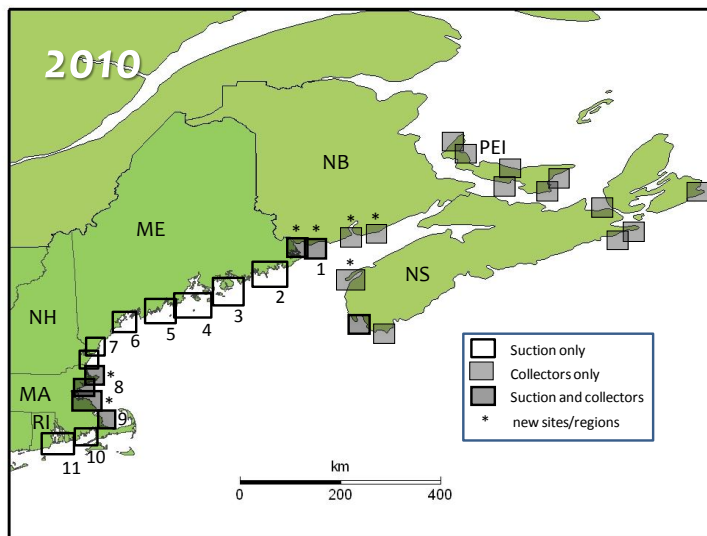 2010
PEI
NB
* * * *
ME
1
*
2
NS
3
NH
4
5
6
7
Suction only
*
8
Collectors only
MA
Suction and collectors
*
RI
9
* new sites/regions
10
11
km
0 200 400